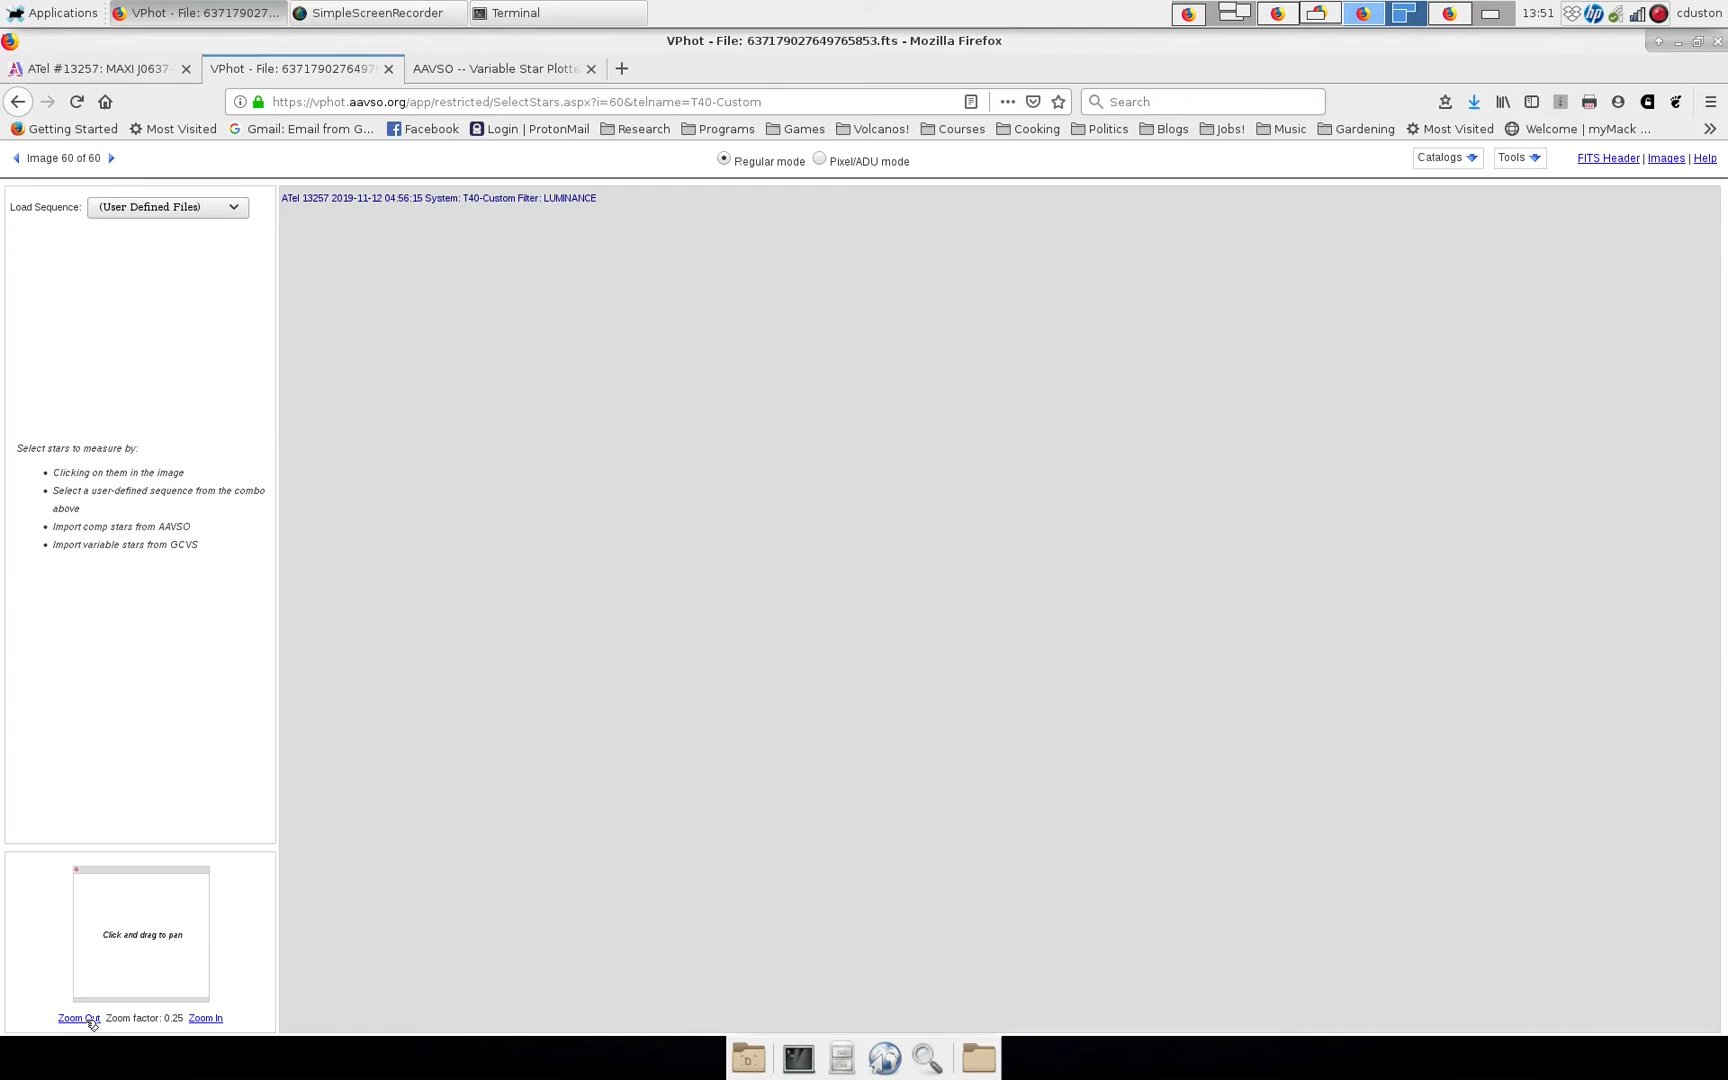 Applications
VPhot - File: 637179027...
SimpleScreenRecorder
Terminal
13:51
cduston
VPhot - File: 637179027649765853.fts - Mozilla Firefox
ATel #13257: MAXI J0637-
VPhot - File: 6371790276497
AAVSO -- Variable Star Plotte
https://vphot.aavso.org/app/restricted/SelectStars.aspx?i=60&telname=T40-Custom
Search
Getting Started
Most Visited
Gmail: Email from G...
Facebook
Login | ProtonMail
Research
Programs
Games
Volcanos!
Courses
Cooking
Politics
Blogs
Jobs!
Music
Gardening
Most Visited
Welcome | myMack ...
Image 60 of 60
Regular mode
Pixel/ADU mode
Catalogs
Tools
FITS Header | Images | Help
Load Sequence: (User Defined Files)
ATel 13257 2019-11-12 04:56:15 System: T40-Custom Filter: LUMINANCE
Select stars to measure by:
Clicking on them in the image
Select a user-defined sequence from the combo
above
Import comp stars from AAVSO
Import variable stars from GCVS
Click and drag to pan
Zoom Out Zoom factor: 0.25 Zoom In